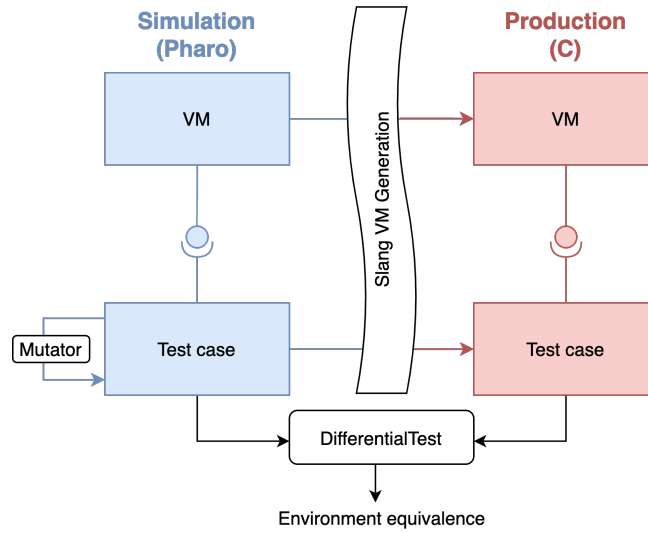 Simulation
(Pharo)
Production
(C)
VM
VM
Slang VM Generation
Mutator
Test case
Test case
DifferentialTest
Environment equivalence